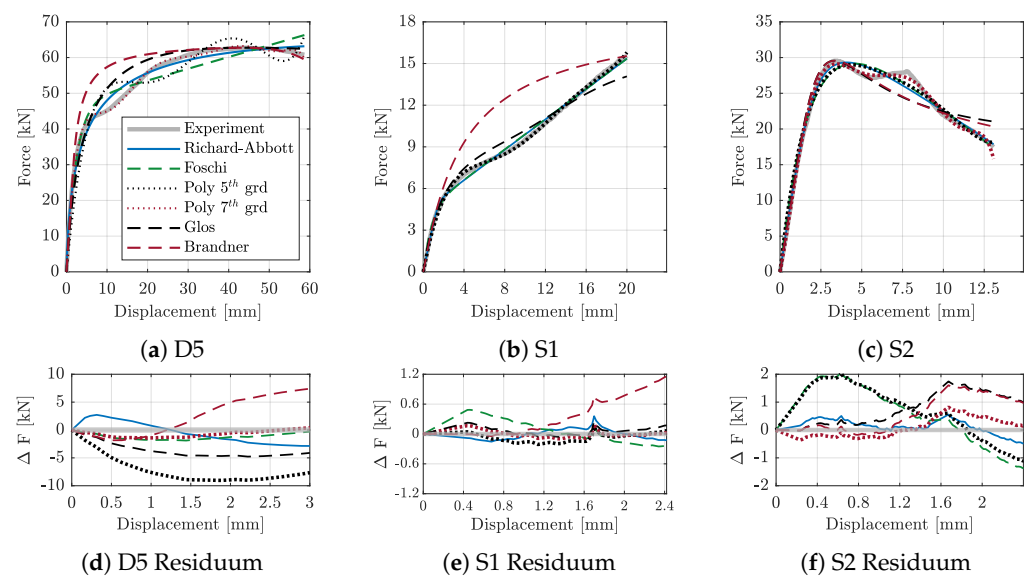 70
60
50
40
30
20
10
0
Force [kN]
0 10 20 30 40 50 60
Displacement [mm]
Experiment
Richard-Abbott
Foschi
Poly 5th grd
Poly 7th grd
Glos
Brandner
(a) D5
18
15
12
9
6
3
0
Force [kN]
0 4 8 12 16 20
Displacement [mm]
(b) S1
35
30
25
20
15
10
5
0
Force [kN]
0 2.5 5 7.5 10 12.5
Displacement [mm]
(c) S2
10
5
0
-5
-10
Δ F [kN]
0 0.5 1 1.5 2 2.5 3
Displacement [mm]
(d) D5 Residuum
1.2
0.6
0
-0.6
-1.2
Δ F [kN]
0 0.4 0.8 1.2 1.6 2 2.4
Displacement [mm]
(e) S1 Residuum
2
1
0
-1
-2
Δ F [kN]
0 0.4 0.8 1.2 1.6 2
Displacement [mm]
(f) S2 Residuum